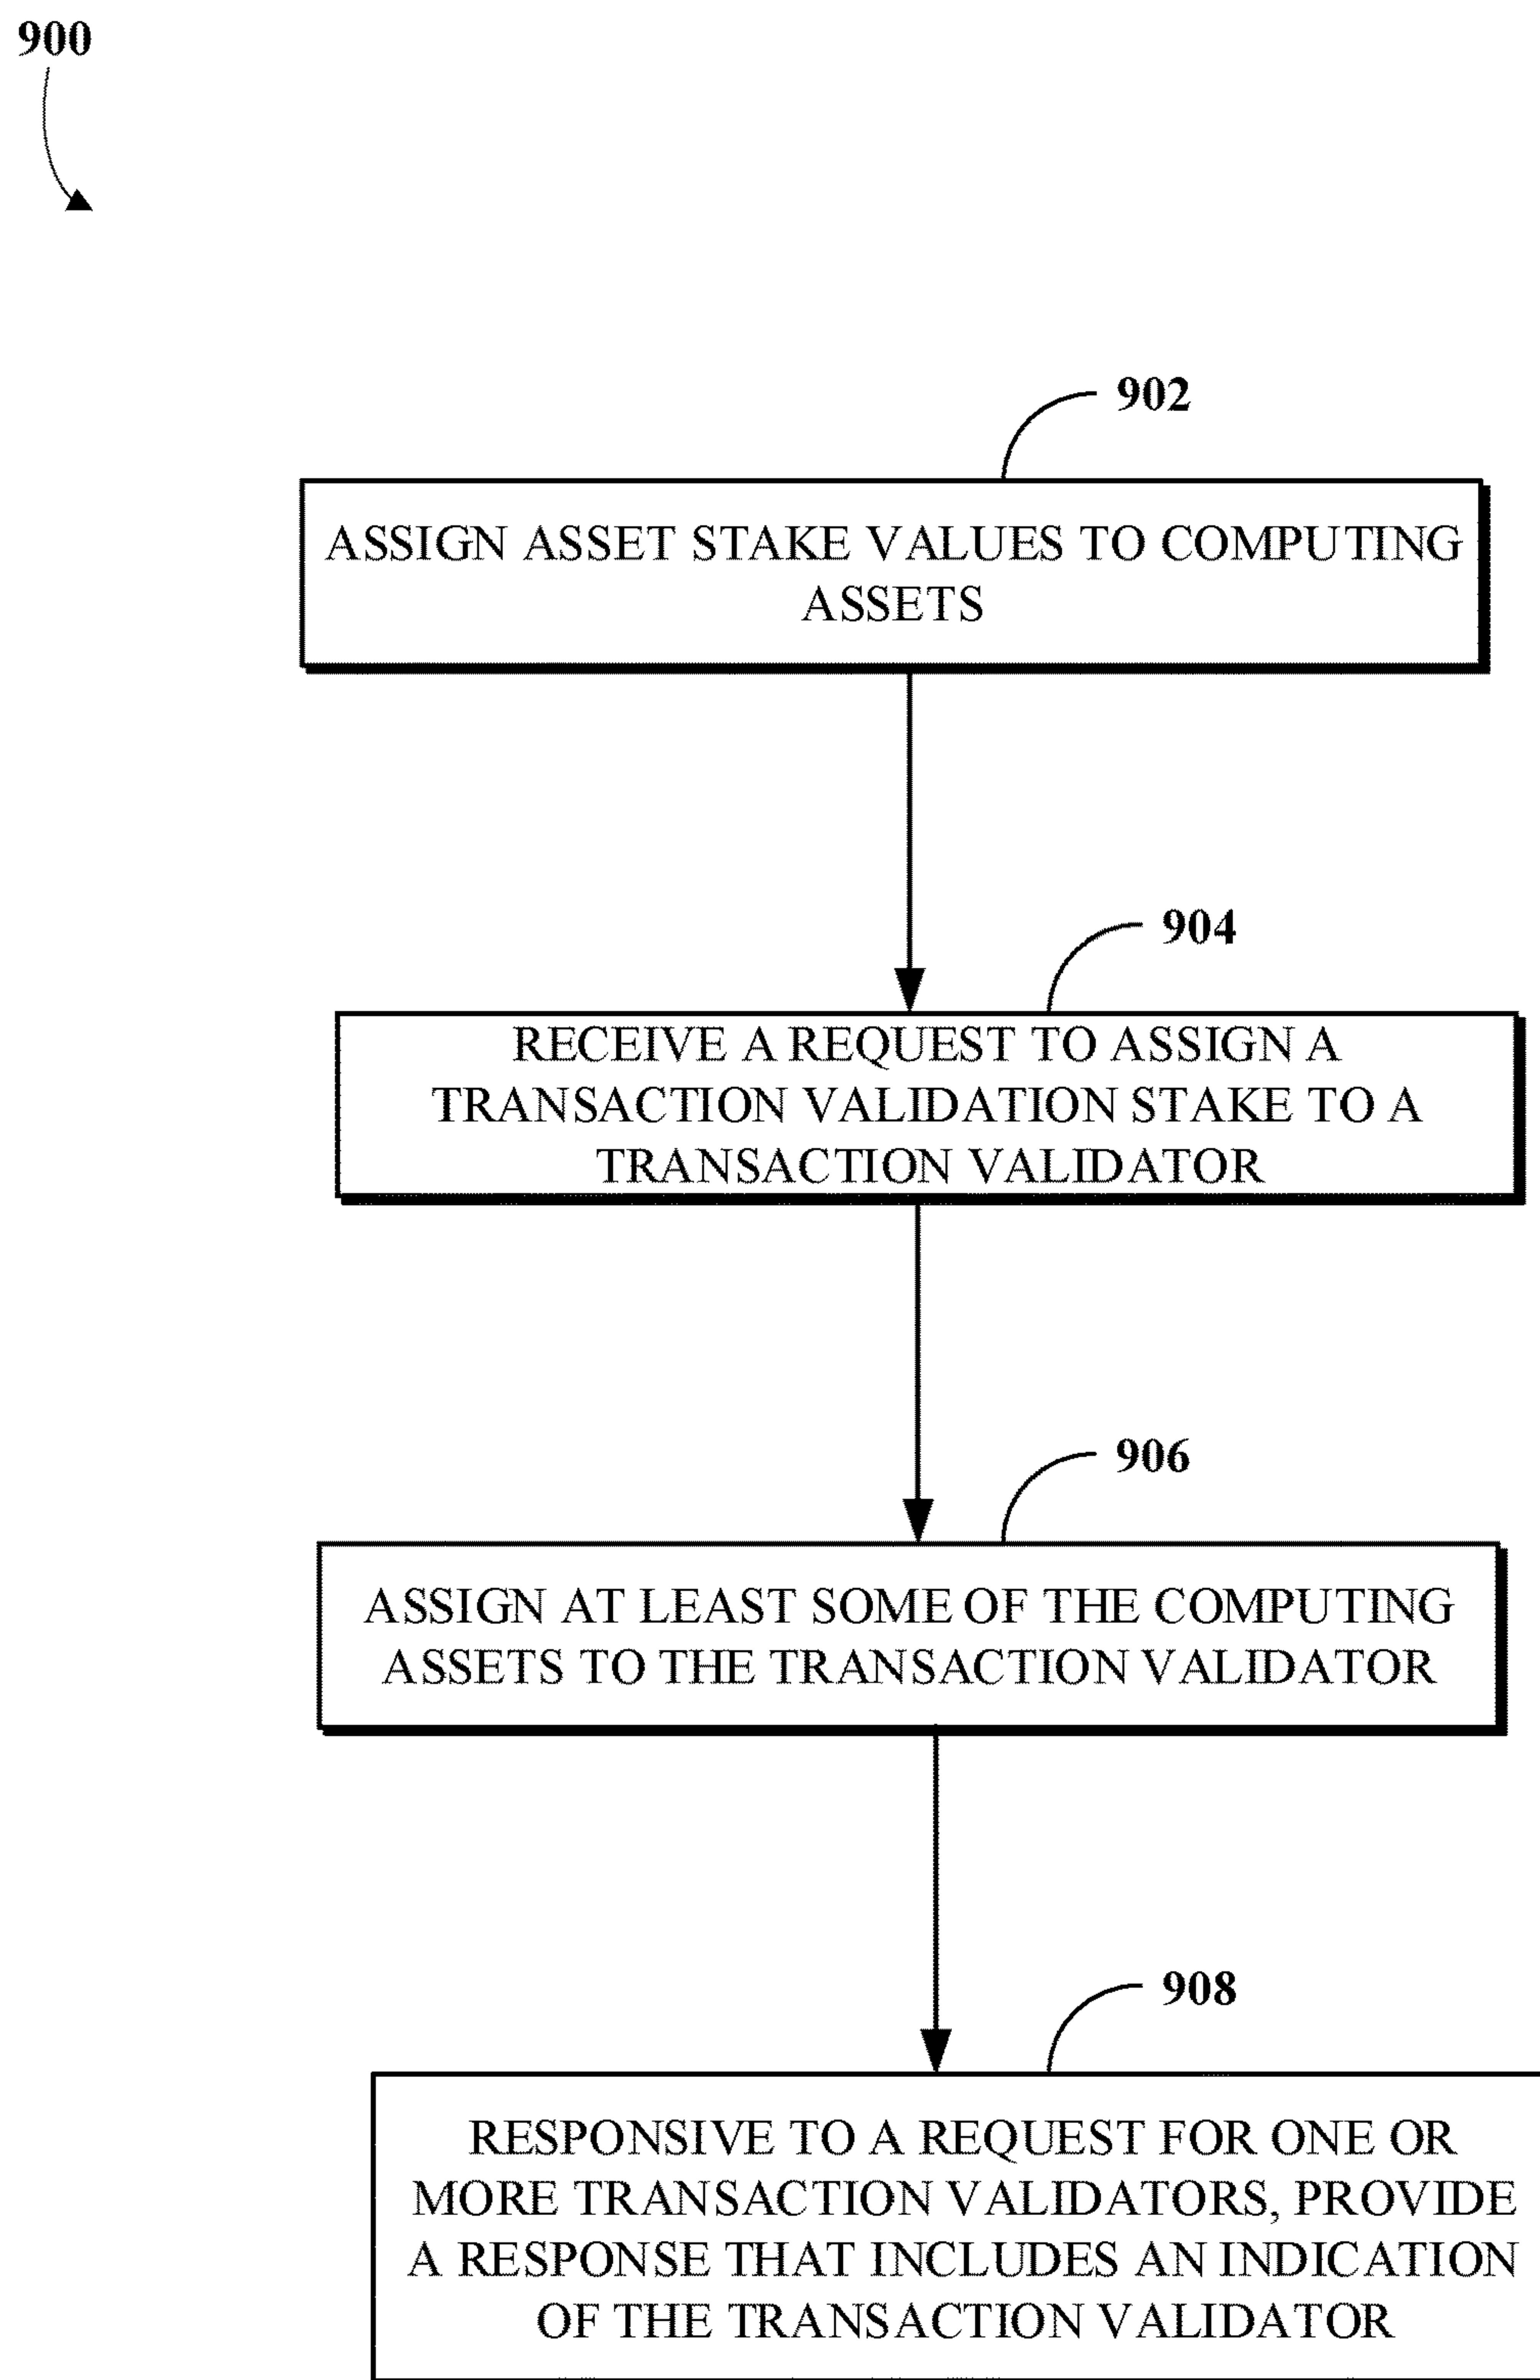 900
902
ASSIGN ASSET STAKE VALUES TO COMPUTING
ASSETS
904
RECEIVE A REQUEST TO ASSIGN A
TRANSACTION VALIDATION STAKE TO A
TRANSACTION VALIDATOR
906
ASSIGN AT LEAST SOME OF THE COMPUTING
ASSETS TO THE TRANSACTION VALIDATOR
908
RESPONSIVE TO A REQUEST FOR ONE OR
MORE TRANSACTION VALIDATORS, PROVIDE
A RESPONSE THAT INCLUDES AN INDICATION
OF THE TRANSACTION VALIDATOR